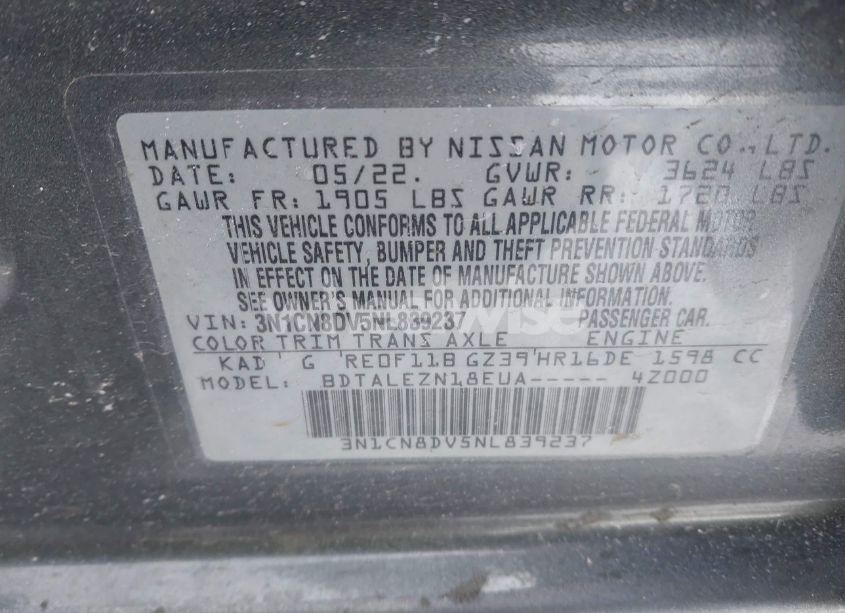 MANUFACTURED BY NISSAN MOTOR CO., LTD.
DATE: 05/22. GVWR: 3624 LBS
GAWR FR: 1905 LBS GAWR RR: 1720 LBS
THIS VEHICLE CONFORMS TO ALL APPLICABLE FEDERAL MOTOR
VEHICLE SAFETY, BUMPER AND THEFT PREVENTION STANDARDS
IN EFFECT ON THE DATE OF MANUFACTURE SHOWN ABOVE.
SEE OWNER'S MANUAL FOR ADDITIONAL INFORMATION.
VIN: 3N1CN8DV5NL839237 PASSENGER CAR.
COLOR TRIM TRANS AXLE ENGINE
KAD G RE0F11B GZ39 HR16DE 1598 CC
MODEL: BDTALEZN18EUA----- 4Z000
3N1CN8DV5NL839237